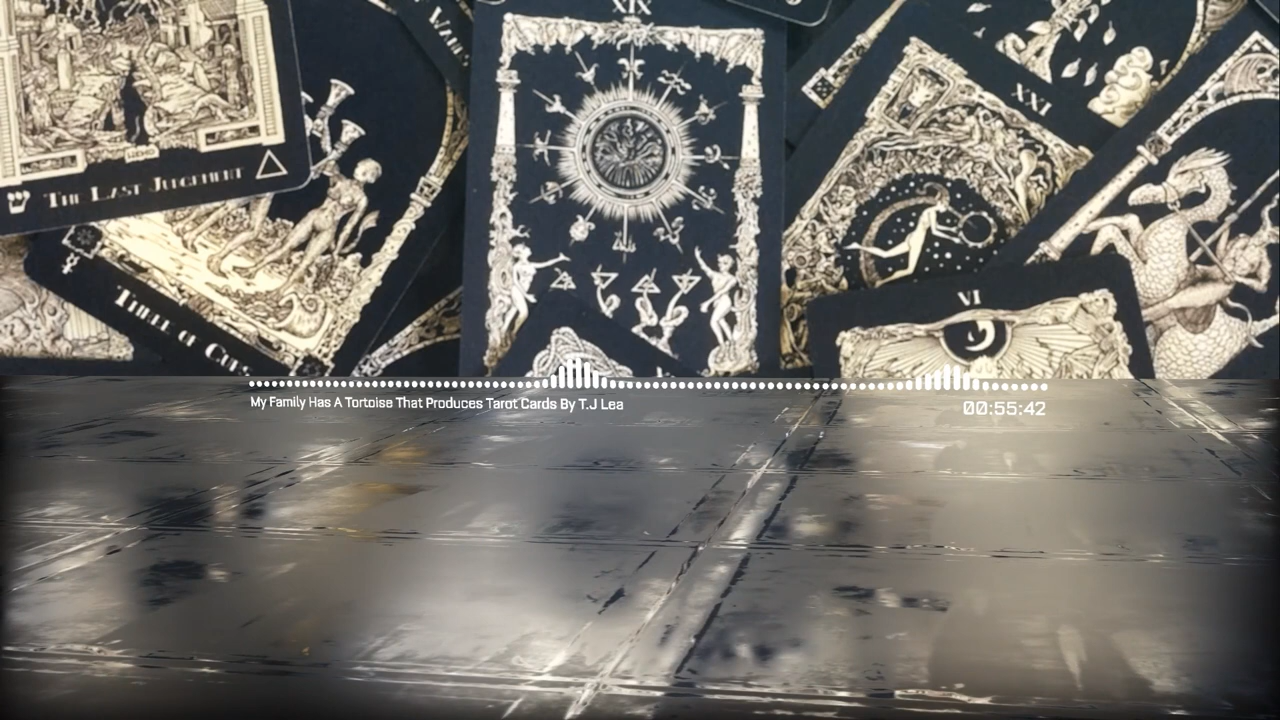 XIX
XXI
ש The Last Judgement
VI
Three of Cups
My Family Has A Tortoise That Produces Tarot Cards By T.J Lea
00:55:42